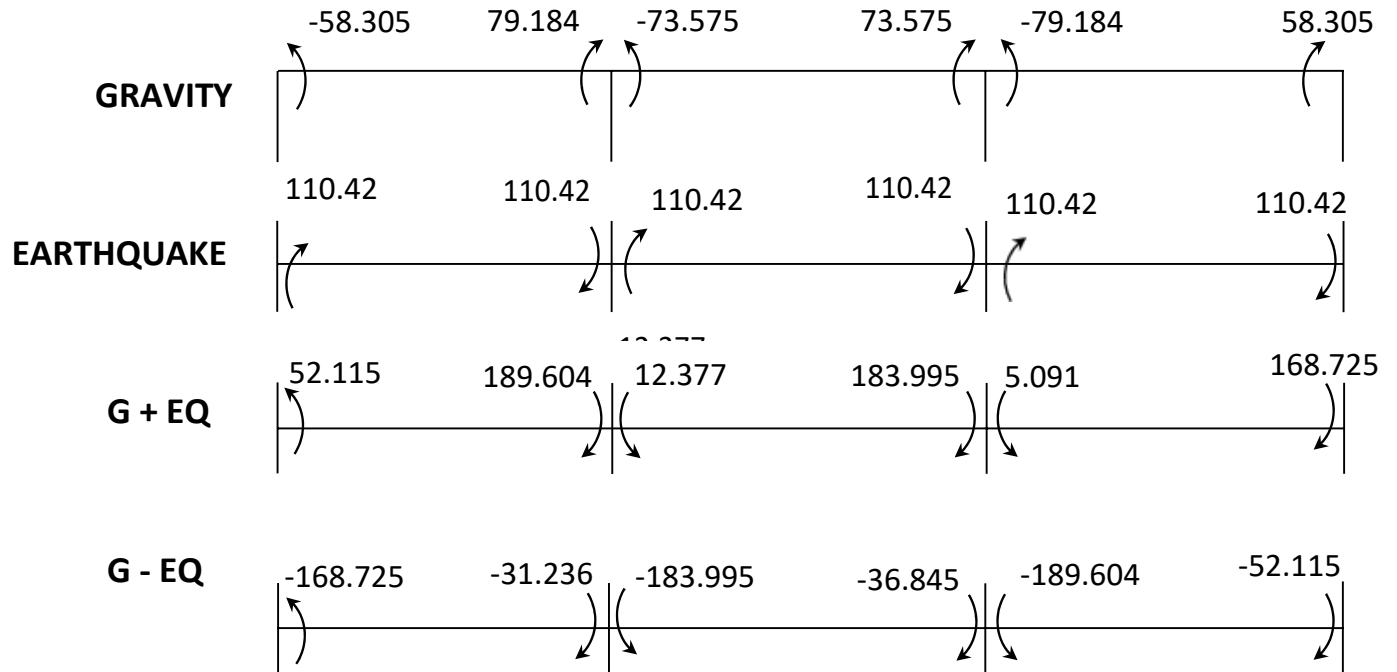 -58.305 79.184 -73.575 73.575 -79.184 58.305
GRAVITY
110.42 110.42 110.42 110.42 110.42 110.42
EARTHQUAKE
52.115 189.604 12.377 183.995 5.091 168.725
G + EQ
G - EQ
-168.725 -31.236 -183.995 -36.845 -189.604 -52.115